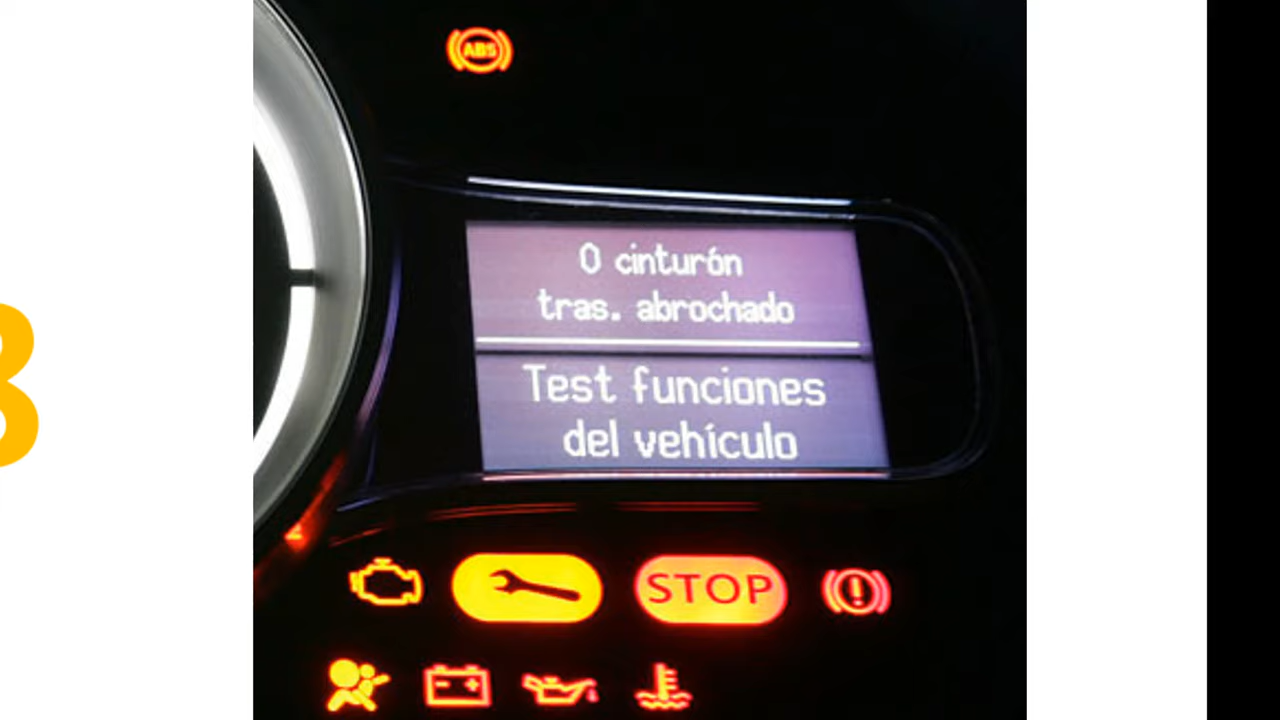 ABS
0 cinturón
tras. abrochado
Test funciones
del vehículo
STOP